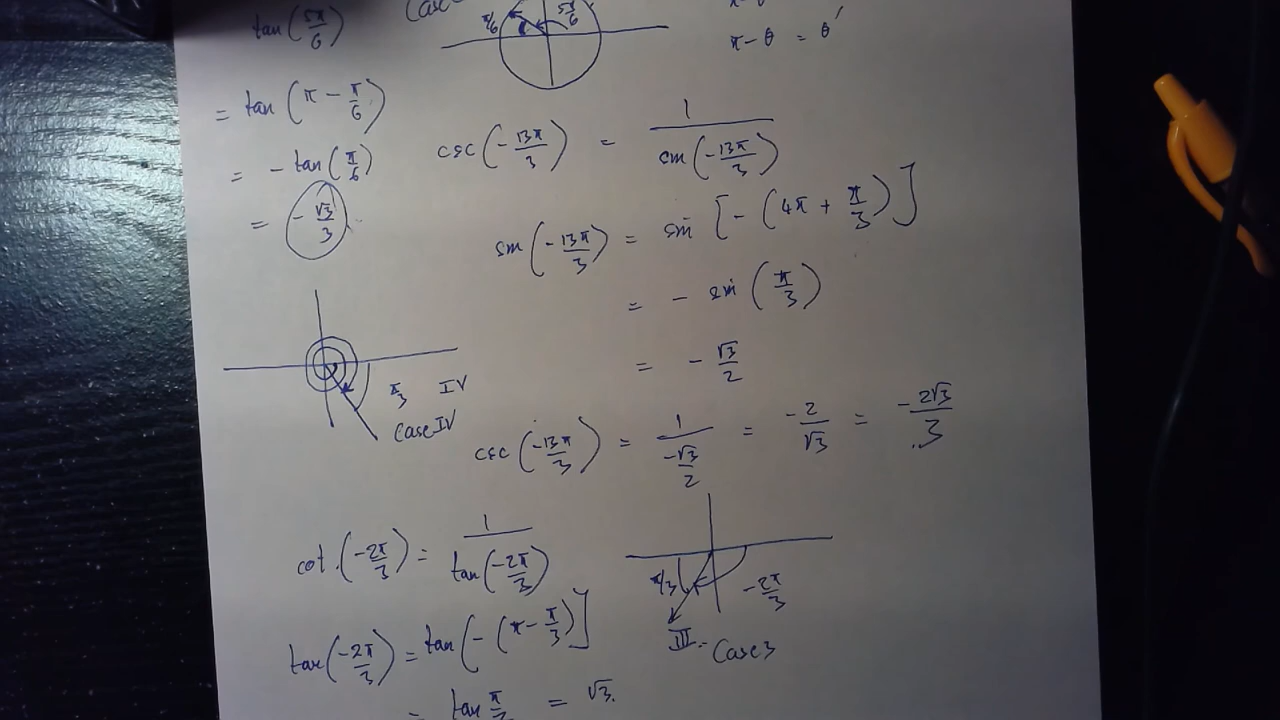 tan(5π/6)
(Case
π/6 5π/6
π - θ = θ'
= tan(π - π/6)
= - tan(π/6)
= - √3/3
csc(-13π/3) = 1/sin(-13π/3)
sin(-13π/3) = sin[-(4π + π/3)]
= - sin(π/3)
= - √3/2
π/3 IV
Case IV
csc(-13π/3) = 1/(-√3/2) = -2/√3 = -2√3/3
cot(-2π/3) = 1/tan(-2π/3)
π/3 -2π/3
III - Case 3
tan(-2π/3) = tan[-(π - π/3)]
= tan π/3 = √3.